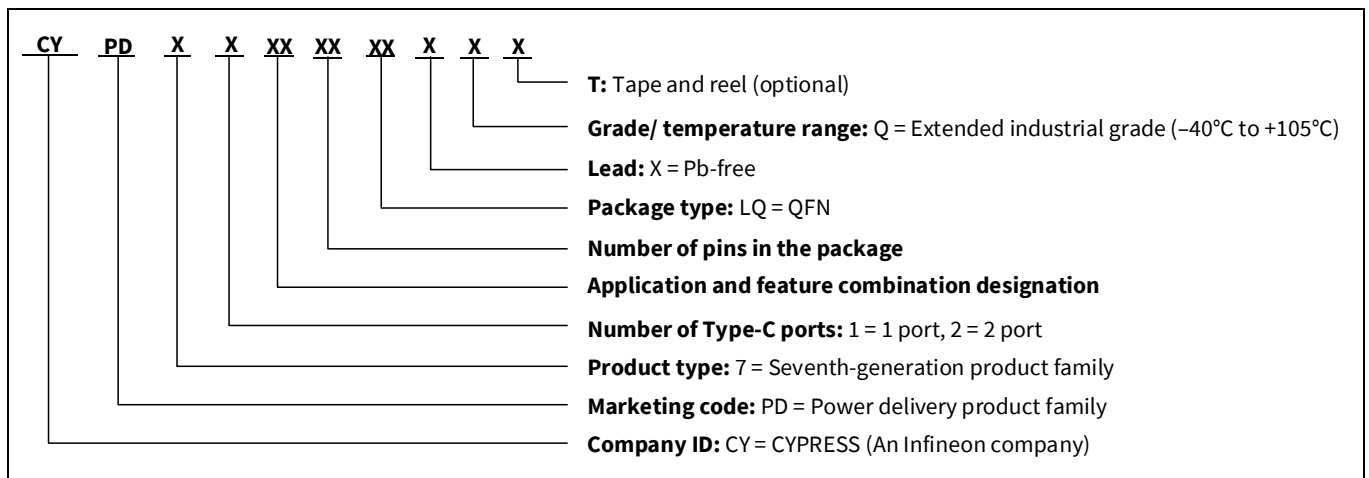 CY PD X X XX XX XX X X X
T: Tape and reel (optional)
Grade/ temperature range: Q = Extended industrial grade (–40°C to +105°C)
Lead: X = Pb-free
Package type: LQ = QFN
Number of pins in the package
Application and feature combination designation
Number of Type-C ports: 1 = 1 port, 2 = 2 port
Product type: 7 = Seventh-generation product family
Marketing code: PD = Power delivery product family
Company ID: CY = CYPRESS (An Infineon company)